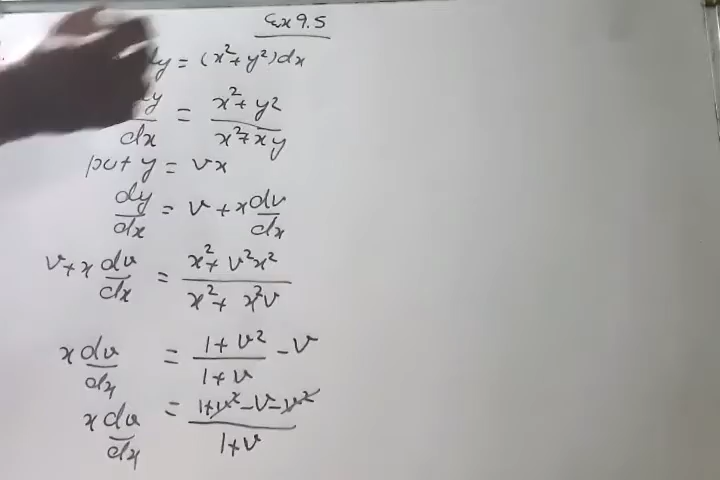 Ex 9.5
y = (x²+y²)dx
y/dx = x²+y²/x²+xy
put y = vx
dy/dx = v + x dv/dx
v+x dv/dx = x²+v²x²/x²+x²v
x dv/dx = 1+v²/1+v - v
x dv/dx = 1+v²-v-v²/1+v